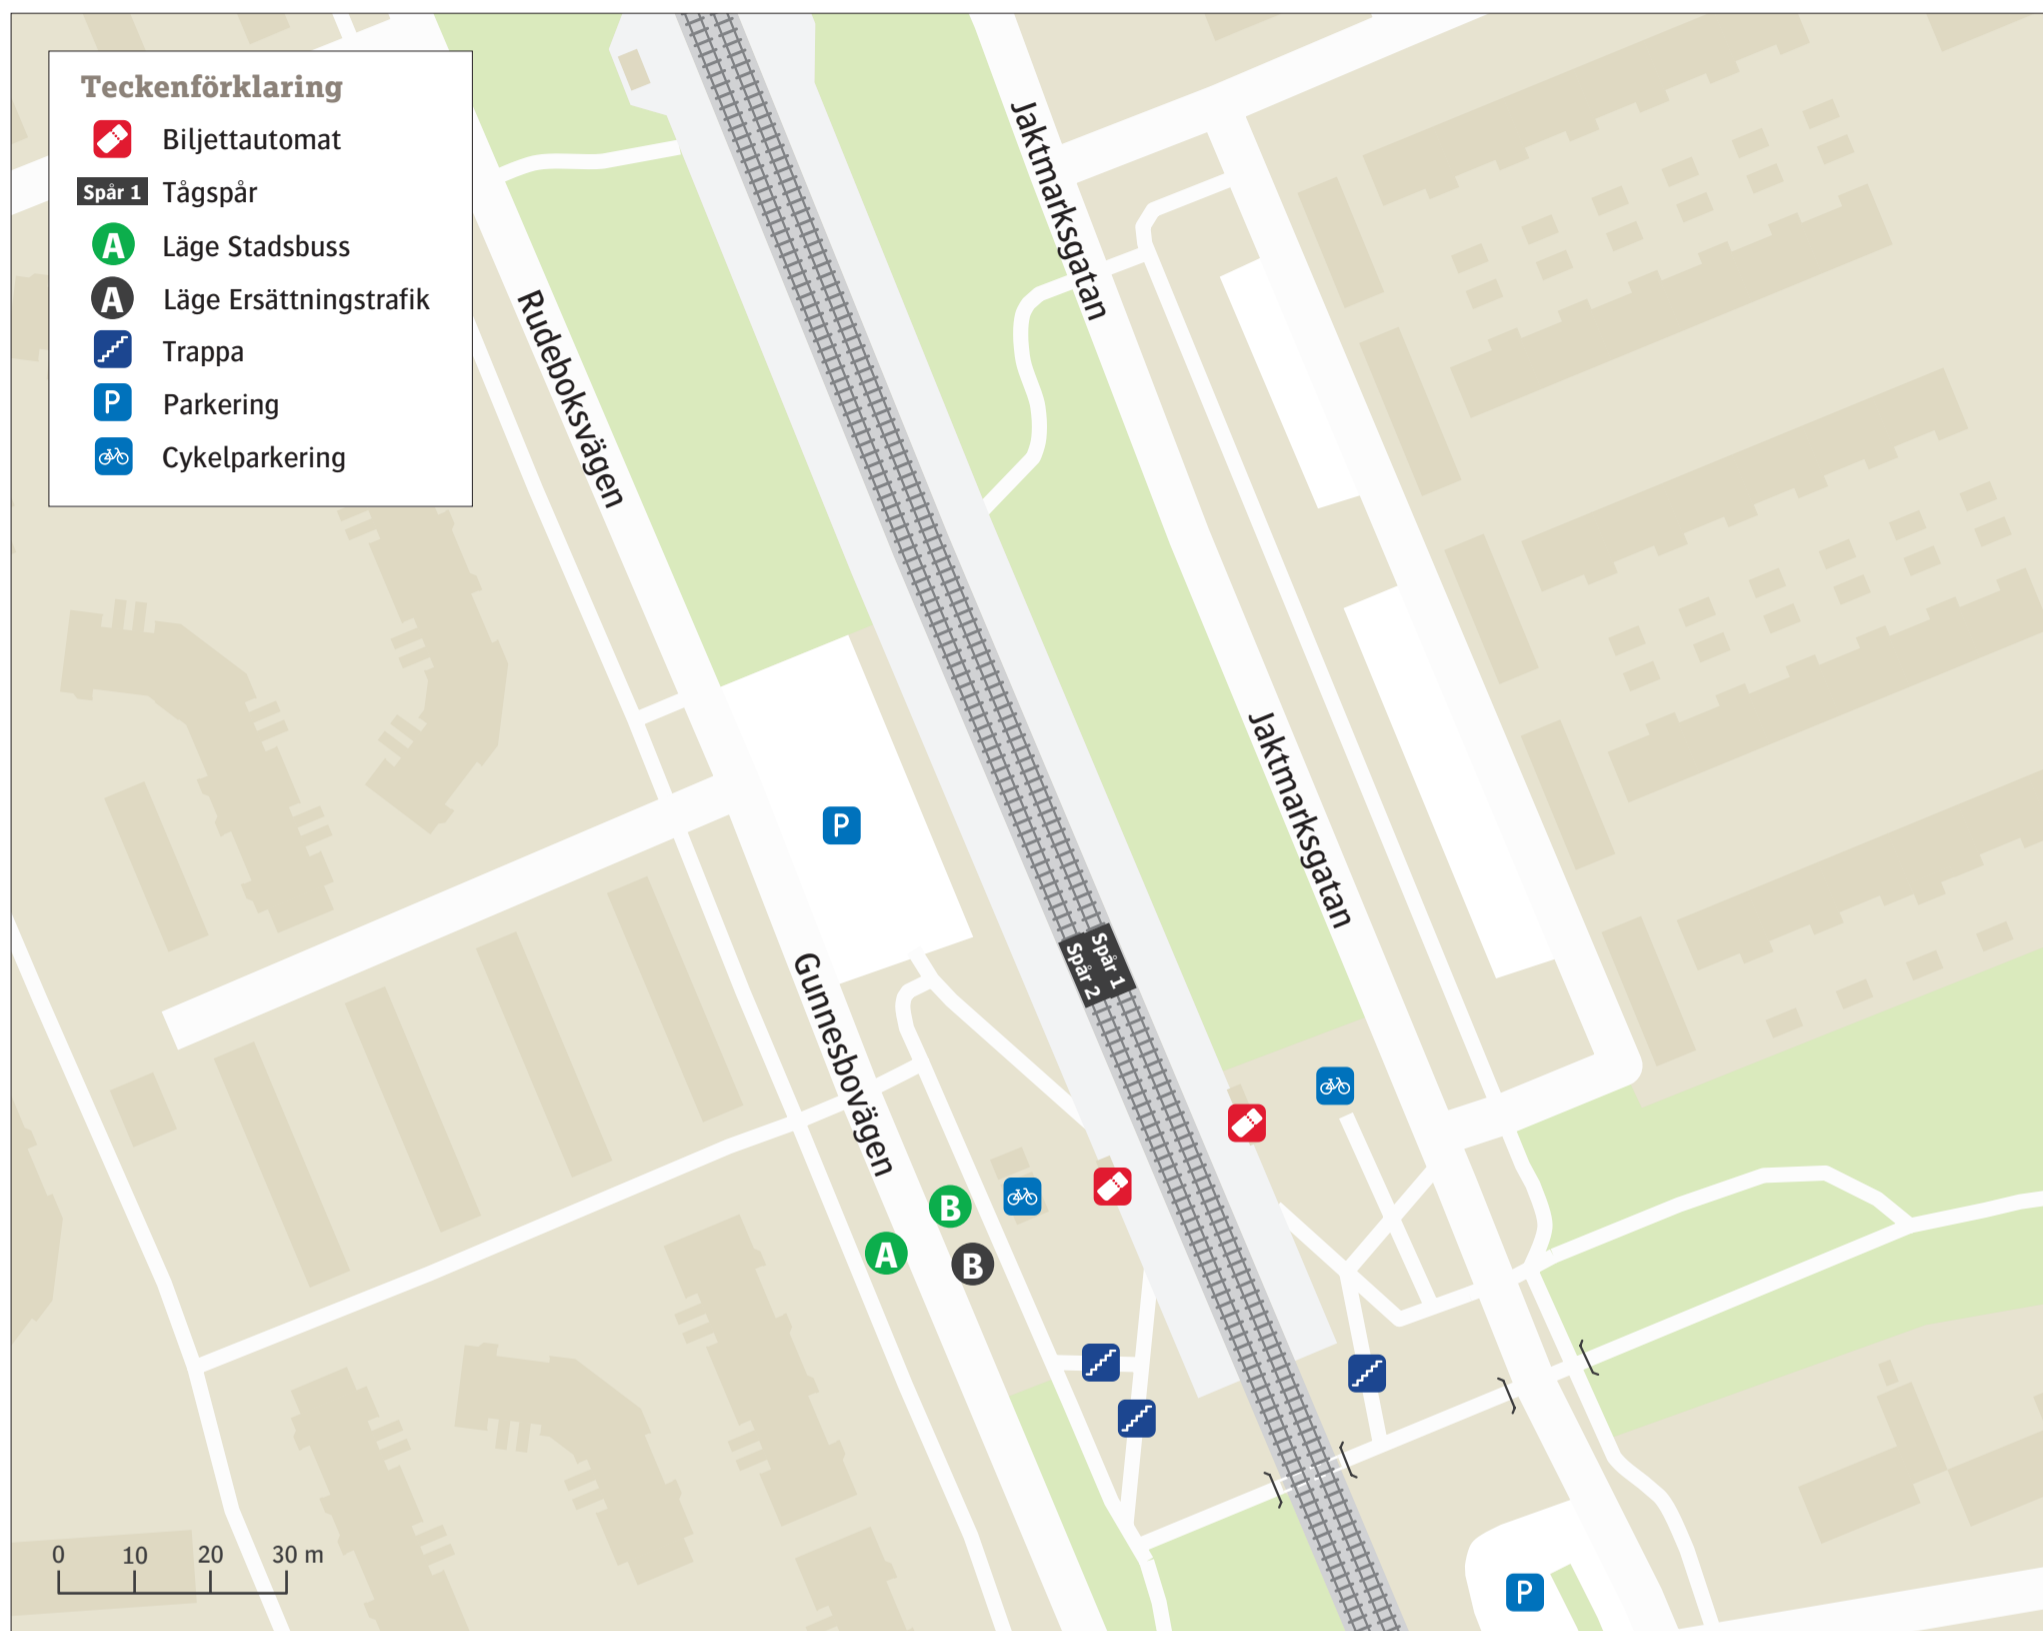 Teckenförklaring
Biljettautomat
Spår 1 Tågspår
A Läge Stadsbuss
A Läge Ersättningstrafik
Trappa
P Parkering
Cykelparkering
Jaktmarksgatan
Rudeboksvägen
Jaktmarksgatan
P
Spår 1
Spår 2
Gunnesbovägen
B
A
B
P
0 10 20 30 m